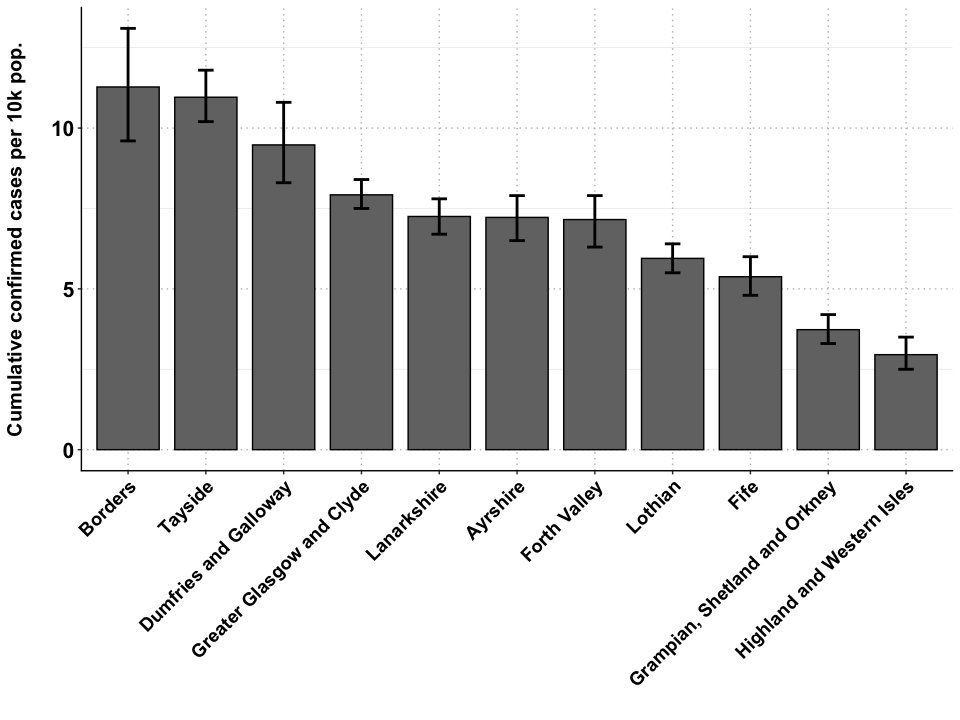 Cumulative confirmed cases per 10k pop.
10
5
0
Borders
Tayside
Dumfries and Galloway
Greater Glasgow and Clyde
Lanarkshire
Ayrshire
Forth Valley
Lothian
Fife
Grampian, Shetland and Orkney
Highland and Western Isles